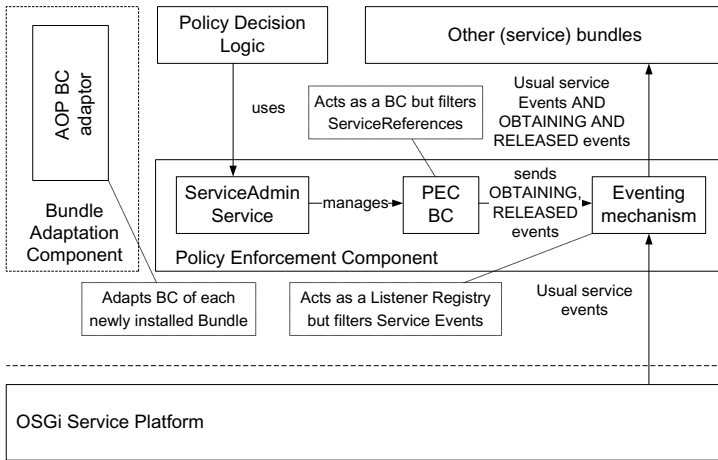 Policy Decision
Logic
Other (service) bundles
AOP BC
adaptor
uses
Acts as a BC but filters
ServiceReferences
Usual service
Events AND
OBTAINING AND
RELEASED events
ServiceAdmin
Service
manages
PEC
BC
sends
OBTAINING,
RELEASED
events
Eventing
mechanism
Bundle
Adaptation
Component
Policy Enforcement Component
Adapts BC of each
newly installed Bundle
Acts as a Listener Registry
but filters Service Events
Usual service
events
OSGi Service Platform